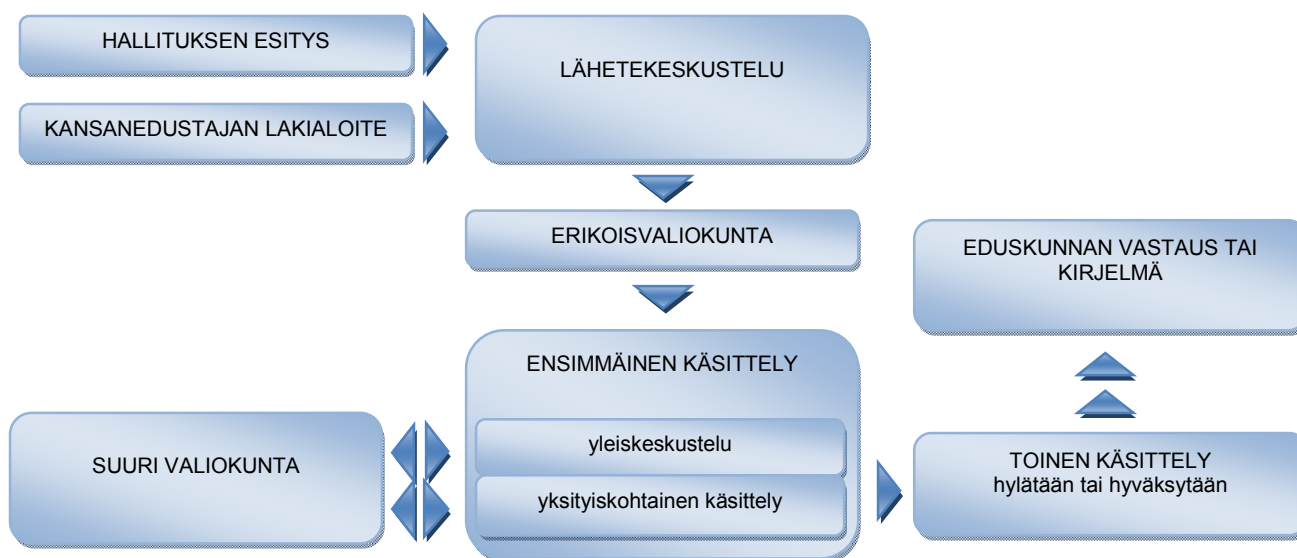 HALLITUKSEN ESITYS
KANSANEDUSTAJAN LAKIALOITE
LÄHETEKESKUSTELU
ERIKOISVALIOKUNTA
ENSIMMÄINEN KÄSITTELY
yleiskeskustelu
yksityiskohtainen käsittely
SUURI VALIOKUNTA
TOINEN KÄSITTELY
hylätään tai hyväksytään
EDUSKUNNAN VASTAUS TAI
KIRJELMÄ